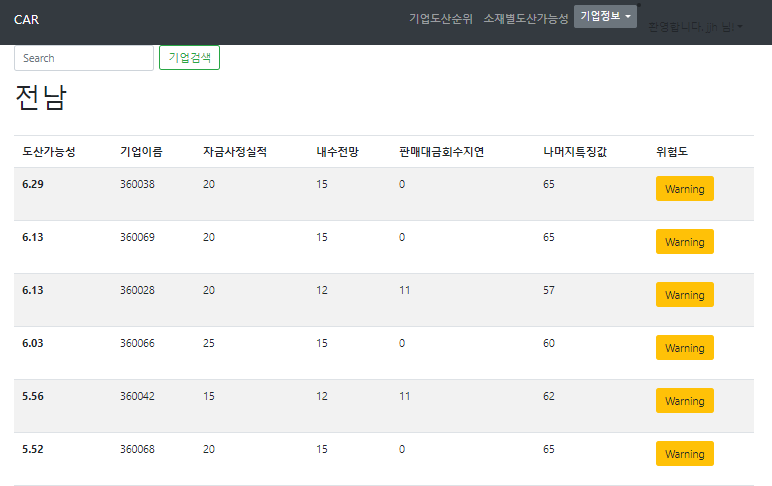 CAR 기업도산순위 소재별도산가능성 기업정보
환영합니다, jjh 님!
Search 기업검색
전남
도산가능성 기업이름 자금사정실적 내수전망 판매대금회수지연 나머지특징값 위험도
6.29 360038 20 15 0 65 Warning
6.13 360069 20 15 0 65 Warning
6.13 360028 20 12 11 57 Warning
6.03 360066 25 15 0 60 Warning
5.56 360042 15 12 11 62 Warning
5.52 360068 20 15 0 65 Warning